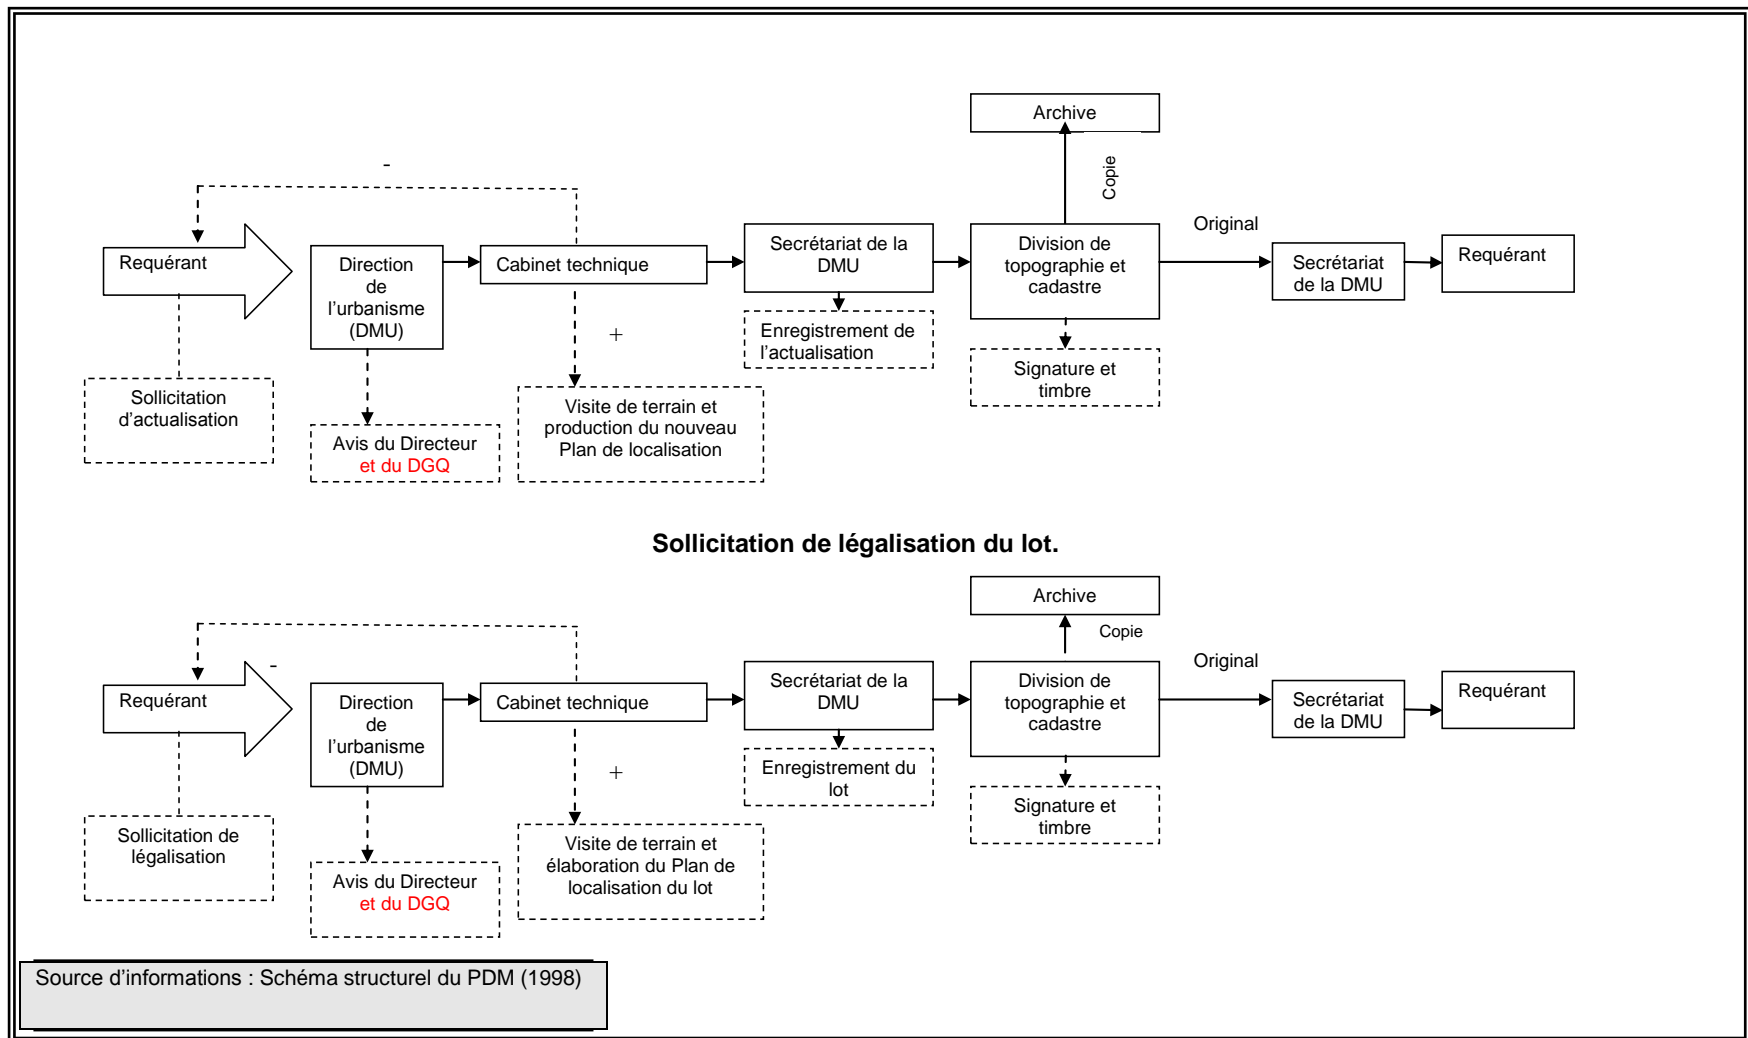 Archive
-
Copie
Original
Requérant
Direction
de
l’urbanisme
(DMU)
Cabinet technique
Secrétariat de la
DMU
Division de
topographie et
cadastre
Secrétariat
de la DMU
Requérant
+
Enregistrement de
l’actualisation
Signature et
timbre
Sollicitation
d’actualisation
Avis du Directeur
et du DGQ
Visite de terrain et
production du nouveau
Plan de localisation
Sollicitation de légalisation du lot.
Archive
Copie
Original
-
Requérant
Direction
de
l’urbanisme
(DMU)
Cabinet technique
Secrétariat de la
DMU
Division de
topographie et
cadastre
Secrétariat
de la DMU
Requérant
+
Enregistrement du
lot
Signature et
timbre
Sollicitation de
légalisation
Avis du Directeur
et du DGQ
Visite de terrain et
élaboration du Plan de
localisation du lot
Source d’informations : Schéma structurel du PDM (1998)